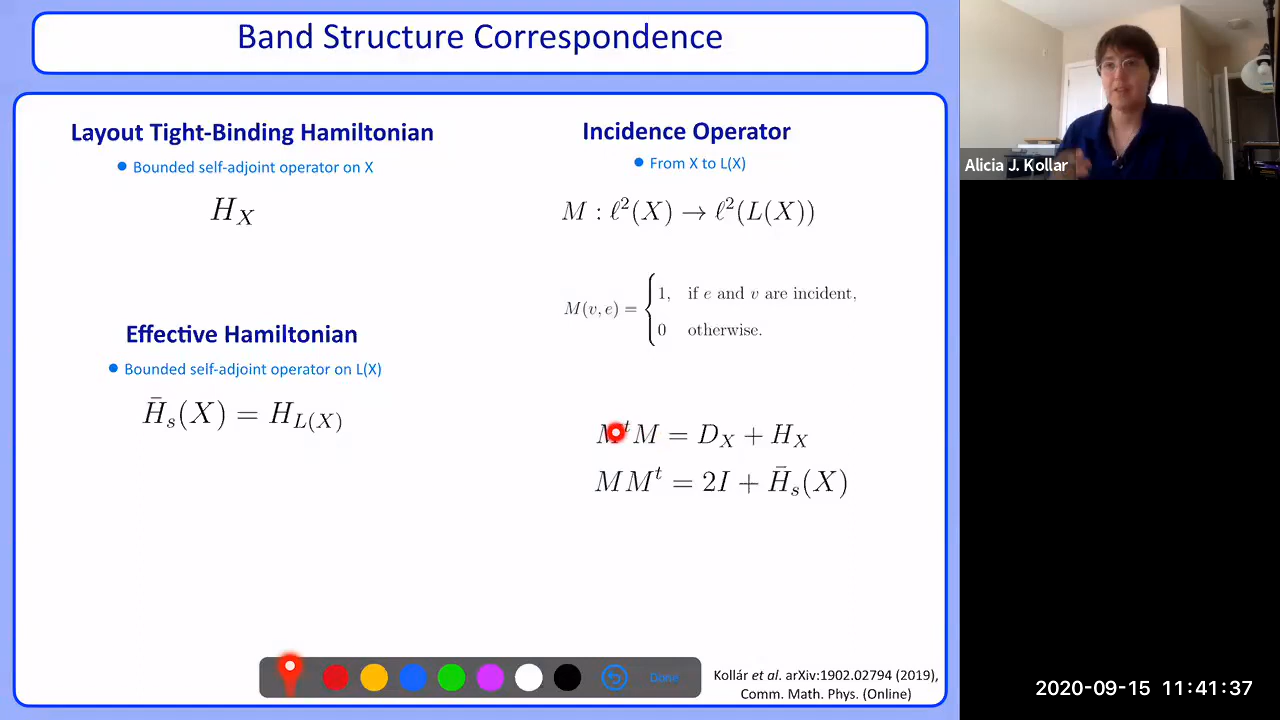 Band Structure Correspondence
Layout Tight-Binding Hamiltonian
● Bounded self-adjoint operator on X
H_X
Effective Hamiltonian
● Bounded self-adjoint operator on L(X)
H̄_s(X) = H_{L(X)}
Incidence Operator
● From X to L(X)
M : ℓ²(X) → ℓ²(L(X))
M(v, e) = { 1, if e and v are incident,
0 otherwise.
M^t M = D_X + H_X
M M^t = 2I + H̄_s(X)
Done
Kollár et al. arXiv:1902.02794 (2019),
Comm. Math. Phys. (Online)
Alicia J. Kollar
2020-09-15 11:41:37